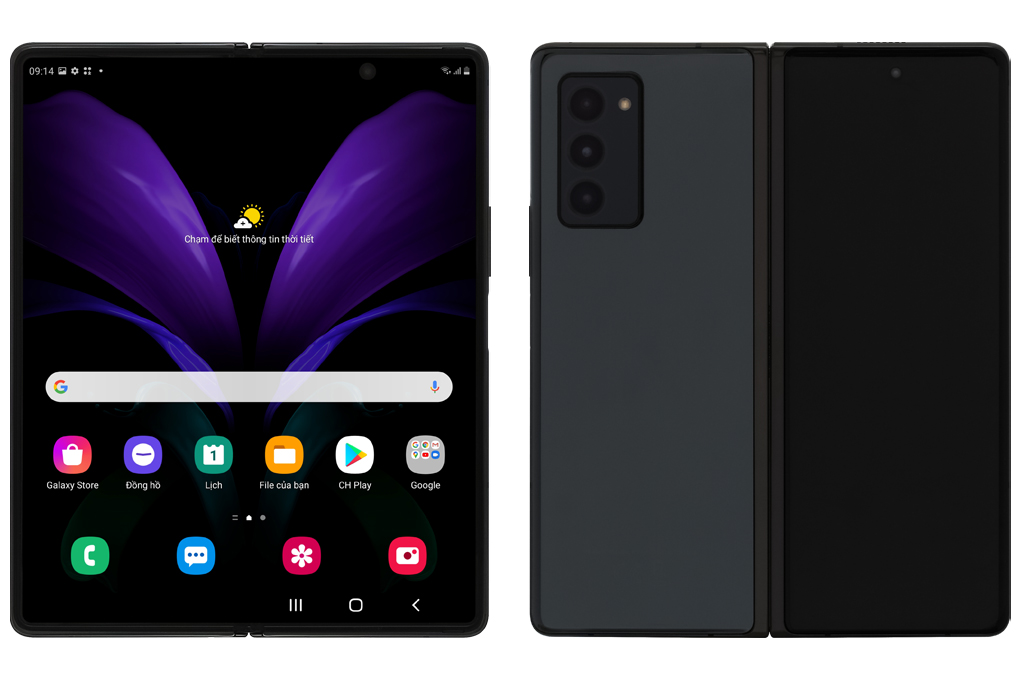 09:14
Chạm để biết thông tin thời tiết
G
1
Galaxy Store
Đồng hồ
Lịch
File của bạn
CH Play
Google